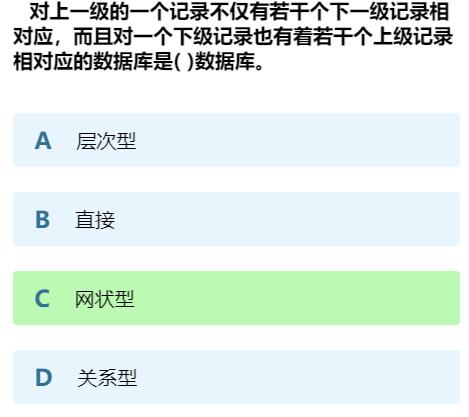 对上一级的一个记录不仅有若干个下一级记录相
对应，而且对一个下级记录也有着若干个上级记录
相对应的数据库是( )数据库。
A 层次型
B 直接
C 网状型
D 关系型